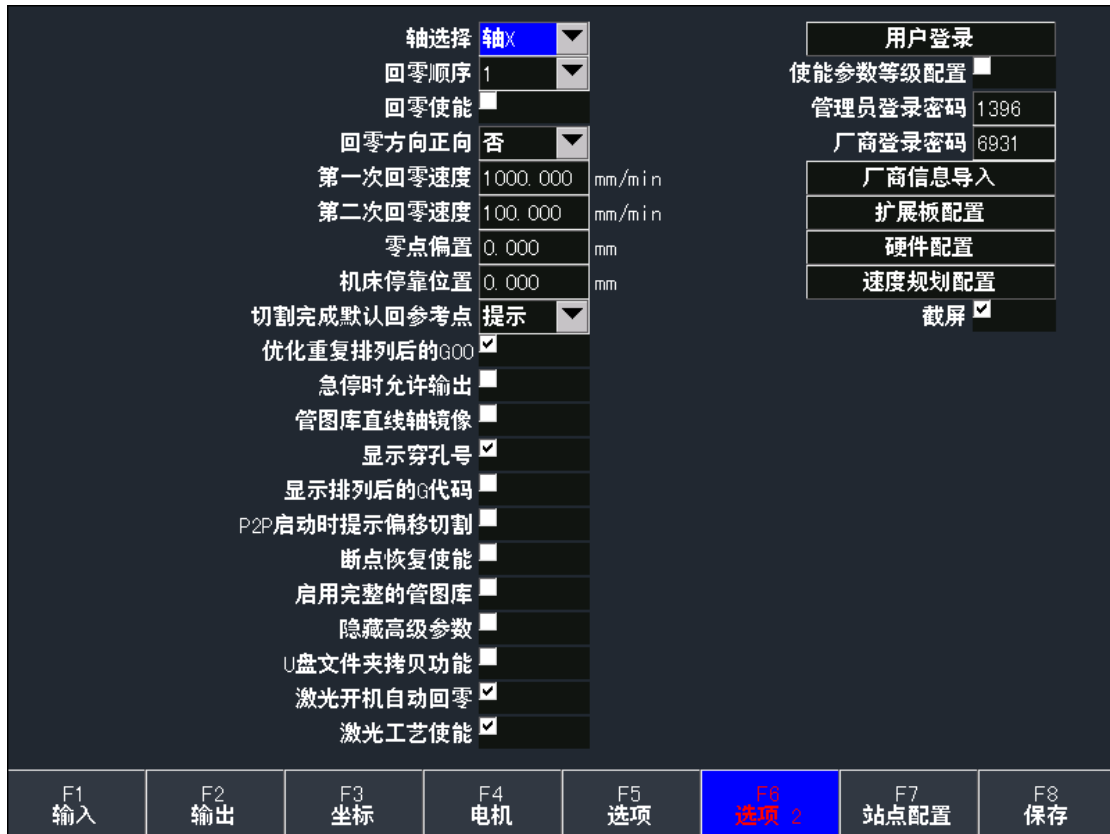 轴选择 轴X
回零顺序 1
回零使能
回零方向正向 否
第一次回零速度 1000.000 mm/min
第二次回零速度 100.000 mm/min
零点偏置 0.000 mm
机床停靠位置 0.000 mm
切割完成默认回参考点 提示
优化重复排列后的G00
急停时允许输出
管图库直线轴镜像
显示穿孔号
显示排列后的G代码
P2P启动时提示偏移切割
断点恢复使能
启用完整的管图库
隐藏高级参数
U盘文件夹拷贝功能
激光开机自动回零
激光工艺使能
用户登录
使能参数等级配置
管理员登录密码 1396
厂商登录密码 6931
厂商信息导入
扩展板配置
硬件配置
速度规划配置
截屏
F1 输入
F2 输出
F3 坐标
F4 电机
F5 选项
F6 选项 2
F7 站点配置
F8 保存